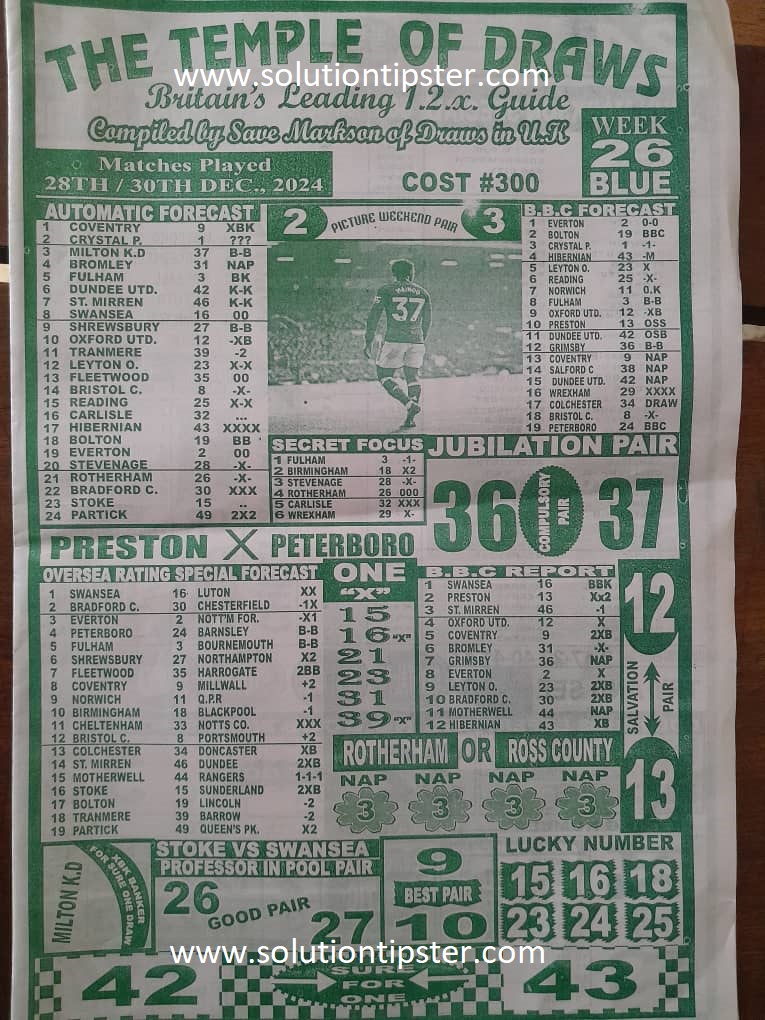 THE TEMPLE OF DRAWS
www.solutiontipster.com
Britain's Leading 1.2.x. Guide
Compiled by Save Markson of Draws in U.K
WEEK
26
BLUE
Matches Played
28TH / 30TH DEC., 2024
COST #300
AUTOMATIC FORECAST
1 COVENTRY 9 XBK
2 CRYSTAL P. 1 ???
3 MILTON K.D 37 B-B
4 BROMLEY 31 NAP
5 FULHAM 3 BK
6 DUNDEE UTD. 42 K-K
7 ST. MIRREN 46 K-K
8 SWANSEA 16 00
9 SHREWSBURY 27 B-B
10 OXFORD UTD. 12 -XB
11 TRANMERE 39 -2
12 LEYTON O. 23 X-X
13 FLEETWOOD 35 00
14 BRISTOL C. 8 -X-
15 READING 25 X-X
16 CARLISLE 32 ...
17 HIBERNIAN 43 XXXX
18 BOLTON 19 BB
19 EVERTON 2 00
20 STEVENAGE 28 -X-
21 ROTHERHAM 26 -X-
22 BRADFORD C. 30 XXX
23 STOKE 15 ..
24 PARTICK 49 2X2
2 PICTURE WEEKEND PAIR 3
37
B.B.C FORECAST
1 EVERTON 2 0-0
2 BOLTON 19 BBC
3 CRYSTAL P. 1 -1-
4 HIBERNIAN 43 -M
5 LEYTON O. 23 X
6 READING 25 -X-
7 NORWICH 11 0.K
8 FULHAM 3 B-B
9 OXFORD UTD. 12 -XB
10 PRESTON 13 OSS
11 DUNDEE UTD. 42 OSB
12 GRIMSBY 36 B-B
13 COVENTRY 9 NAP
14 SALFORD C 38 NAP
15 DUNDEE UTD. 42 NAP
16 WREXHAM 29 XXXX
17 COLCHESTER 34 DRAW
18 BRISTOL C. 8 -X-
19 PETERBORO 24 BBC
SECRET FOCUS
1 FULHAM 3 -1-
2 BIRMINGHAM 18 X2
3 STEVENAGE 28 -X-
4 ROTHERHAM 26 000
5 CARLISLE 32 XXX
6 WREXHAM 29 X-
JUBILATION PAIR
36 COMPULSORY PAIR 37
PRESTON X PETERBORO
OVERSEA RATING SPECIAL FORECAST
1 SWANSEA 16 LUTON XX
2 BRADFORD C. 30 CHESTERFIELD -1X
3 EVERTON 2 NOTT'M FOR. -X1
4 PETERBORO 24 BARNSLEY B-B
5 FULHAM 3 BOURNEMOUTH B-B
6 SHREWSBURY 27 NORTHAMPTON X2
7 FLEETWOOD 35 HARROGATE 2BB
8 COVENTRY 9 MILLWALL +2
9 NORWICH 11 Q.P.R -1
10 BIRMINGHAM 18 BLACKPOOL -1
11 CHELTENHAM 33 NOTTS CO. XXX
12 BRISTOL C. 8 PORTSMOUTH +2
13 COLCHESTER 34 DONCASTER XB
14 ST. MIRREN 46 DUNDEE 2XB
15 MOTHERWELL 44 RANGERS 1-1-1
16 STOKE 15 SUNDERLAND 2XB
17 BOLTON 19 LINCOLN -2
18 TRANMERE 39 BARROW -2
19 PARTICK 49 QUEEN'S PK. X2
ONE
"X"
15
16 "X"
21
23
31
39 "X"
B.B.C REPORT
1 SWANSEA 16 BBK
2 PRESTON 13 Xx2
3 ST. MIRREN 46 -1
4 OXFORD UTD. 12 X
5 COVENTRY 9 2XB
6 BROMLEY 31 -X-
7 GRIMSBY 36 NAP
8 EVERTON 2 X
9 LEYTON O. 23 2XB
10 BRADFORD C. 30 2XB
11 MOTHERWELL 44 NAP
12 HIBERNIAN 43 XB
12
SALVATION PAIR
13
ROTHERHAM OR ROSS COUNTY
NAP NAP NAP NAP
3 3 3 3
MILTON K.D
XBK BANKER
FOR SURE ONE DRAW
STOKE VS SWANSEA
PROFESSOR IN POOL PAIR
26 GOOD PAIR 27
9
BEST PAIR
10
LUCKY NUMBER
15 16 18
23 24 25
www.solutiontipster.com
42 SURE FOR ONE 43